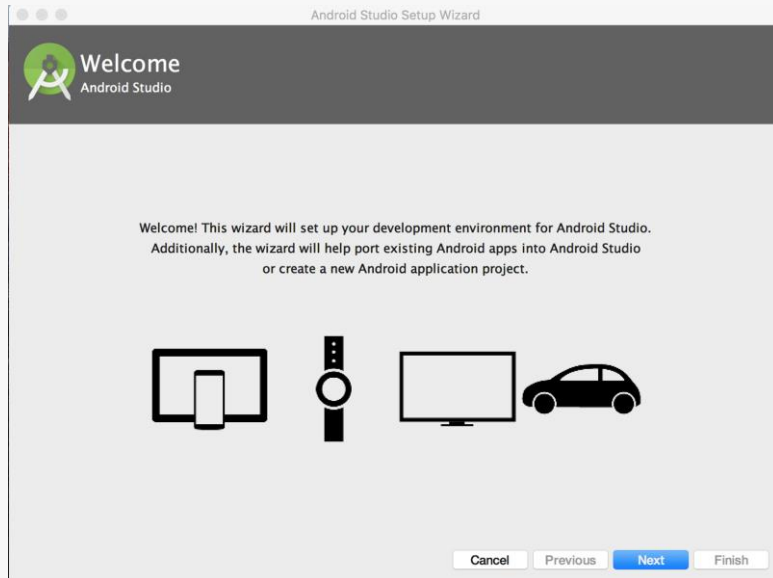 Android Studio Setup Wizard
Welcome
Android Studio
Welcome! This wizard will set up your development environment for Android Studio.
Additionally, the wizard will help port existing Android apps into Android Studio
or create a new Android application project.
Cancel Previous Next Finish